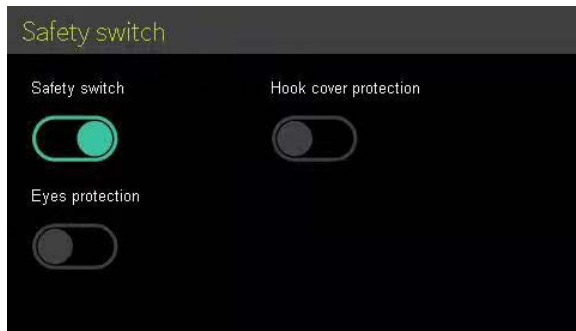 Safety switch
Safety switch
Hook cover protection
Eyes protection